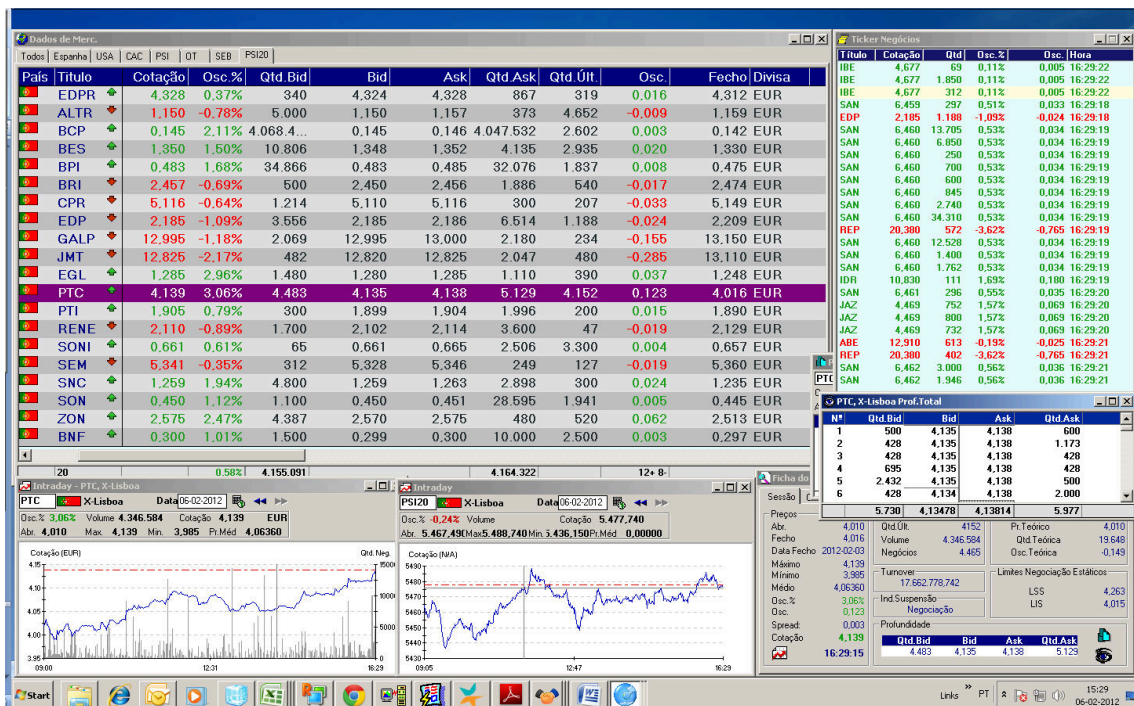 Dados de Merc.
Todos Espanha USA CAC PSI OT SEB PSI20
País Título Cotação Osc.% Qtd.Bid Bid Ask Qtd.Ask Qtd.Últ. Osc. Fecho Divisa
EDPR 4,328 0,37% 340 4,324 4,328 867 319 0,016 4,312 EUR
ALTR 1,150 -0,78% 5.000 1,150 1,157 373 4.652 -0,009 1,159 EUR
BCP 0,145 2,11% 4.068.4... 0,145 0,146 4.047.532 2.602 0,003 0,142 EUR
BES 1,350 1,50% 10.806 1,348 1,352 4.135 2.935 0,020 1,330 EUR
BPI 0,483 1,68% 34.866 0,483 0,485 32.076 1.837 0,008 0,475 EUR
BRI 2,457 -0,69% 500 2,450 2,456 1.886 540 -0,017 2,474 EUR
CPR 5,116 -0,64% 1.214 5,110 5,116 300 207 -0,033 5,149 EUR
EDP 2,185 -1,09% 3.556 2,185 2,186 6.514 1.188 -0,024 2,209 EUR
GALP 12,995 -1,18% 2.069 12,995 13,000 2.180 234 -0,155 13,150 EUR
JMT 12,825 -2,17% 482 12,820 12,825 2.047 480 -0,285 13,110 EUR
EGL 1,285 2,96% 1.480 1,280 1,285 1.110 390 0,037 1,248 EUR
PTC 4,139 3,06% 4.483 4,135 4,138 5.129 4.152 0,123 4,016 EUR
PTI 1,905 0,79% 300 1,899 1,904 1.996 200 0,015 1,890 EUR
RENE 2,110 -0,89% 1.700 2,102 2,114 3.600 47 -0,019 2,129 EUR
SONI 0,661 0,61% 65 0,661 0,665 2.506 3.300 0,004 0,657 EUR
SEM 5,341 -0,35% 312 5,328 5,346 249 127 -0,019 5,360 EUR
SNC 1,259 1,94% 4.800 1,259 1,263 2.898 300 0,024 1,235 EUR
SON 0,450 1,12% 1.100 0,450 0,451 28.595 1.941 0,005 0,445 EUR
ZON 2,575 2,47% 4.387 2,570 2,575 480 520 0,062 2,513 EUR
BNF 0,300 1,01% 1.500 0,299 0,300 10.000 2.500 0,003 0,297 EUR
20 0.58% 4.155.091 4.164.322 12+ 8-
Ticker Negócios
Título Cotação Qtd Osc.% Osc. Hora
IBE 4,677 69 0,11% 0,005 16:29:22
IBE 4,677 1.850 0,11% 0,005 16:29:22
IBE 4,677 312 0,11% 0,005 16:29:22
SAN 6,459 297 0,51% 0,033 16:29:18
EDP 2,185 1.188 -1,09% -0,024 16:29:18
SAN 6,460 13.705 0,53% 0,034 16:29:19
SAN 6,460 6.850 0,53% 0,034 16:29:19
SAN 6,460 250 0,53% 0,034 16:29:19
SAN 6,460 700 0,53% 0,034 16:29:19
SAN 6,460 600 0,53% 0,034 16:29:19
SAN 6,460 845 0,53% 0,034 16:29:19
SAN 6,460 2.740 0,53% 0,034 16:29:19
SAN 6,460 34.310 0,53% 0,034 16:29:19
REP 20,380 572 -3,62% -0,765 16:29:19
SAN 6,460 12.528 0,53% 0,034 16:29:19
SAN 6,460 1.400 0,53% 0,034 16:29:19
SAN 6,460 1.762 0,53% 0,034 16:29:19
IDR 10,830 111 1,69% 0,180 16:29:19
SAN 6,461 296 0,55% 0,035 16:29:20
JAZ 4,469 752 1,57% 0,069 16:29:20
JAZ 4,469 800 1,57% 0,069 16:29:20
JAZ 4,469 732 1,57% 0,069 16:29:20
ABE 12,910 613 -0,19% -0,025 16:29:21
REP 20,380 402 -3,62% -0,765 16:29:21
SAN 6,462 3.000 0,56% 0,036 16:29:21
SAN 6,462 1.946 0,56% 0,036 16:29:21
PTC
PTC, X-Lisboa Prof.Total
Nº Qtd.Bid Bid Ask Qtd.Ask
1 500 4,135 4,138 600
2 428 4,135 4,138 1.173
3 428 4,135 4,138 428
4 695 4,135 4,138 428
5 2.432 4,135 4,138 500
6 428 4,134 4,138 2.000
5.730 4,13478 4,13814 5.977
Intraday - PTC, X-Lisboa
PTC X-Lisboa Data 06-02-2012
Osc.% 3,06% Volume 4.346.584 Cotação 4,139 EUR
Abr. 4,010 Max. 4,139 Min. 3,985 Pr.Méd 4,06360
Cotação (EUR) Qtd. Neg.
4.15 15000
4.10 10000
4.05
4.00 5000
3.95
09:00 12:31 16:29
Intraday
PSI20 X-Lisboa Data 06-02-2012
Osc.% -0,24% Volume Cotação 5.477,740
Abr. 5.467,490 Max 5.488,740 Min. 5.436,150 Pr.Méd 0,00000
Cotação (N/A)
5490
5480
5470
5460
5450
5440
5430
09:05 12:47 16:29
Ficha do
Sessão
Preços
Abr. 4,010
Fecho 4,016
Data Fecho 2012-02-03
Máximo 4,139
Mínimo 3,985
Médio 4,06360
Osc.% 3,06%
Osc. 0,123
Spread: 0,003
Cotação 4,139
16:29:15
Qtd.Últ. 4152
Volume 4.346.584
Negócios 4.465
Pr.Teórico 4,010
Qtd.Teórica 19.648
Osc.Teórica -0,149
Turnover
17.662.778,742
Ind.Suspensão
Negociação
Limites Negociação Estáticos
LSS 4,263
LIS 4,015
Profundidade
Qtd.Bid Bid Ask Qtd.Ask
4.483 4,135 4,138 5.129
Start
Links » PT 15:29
06-02-2012